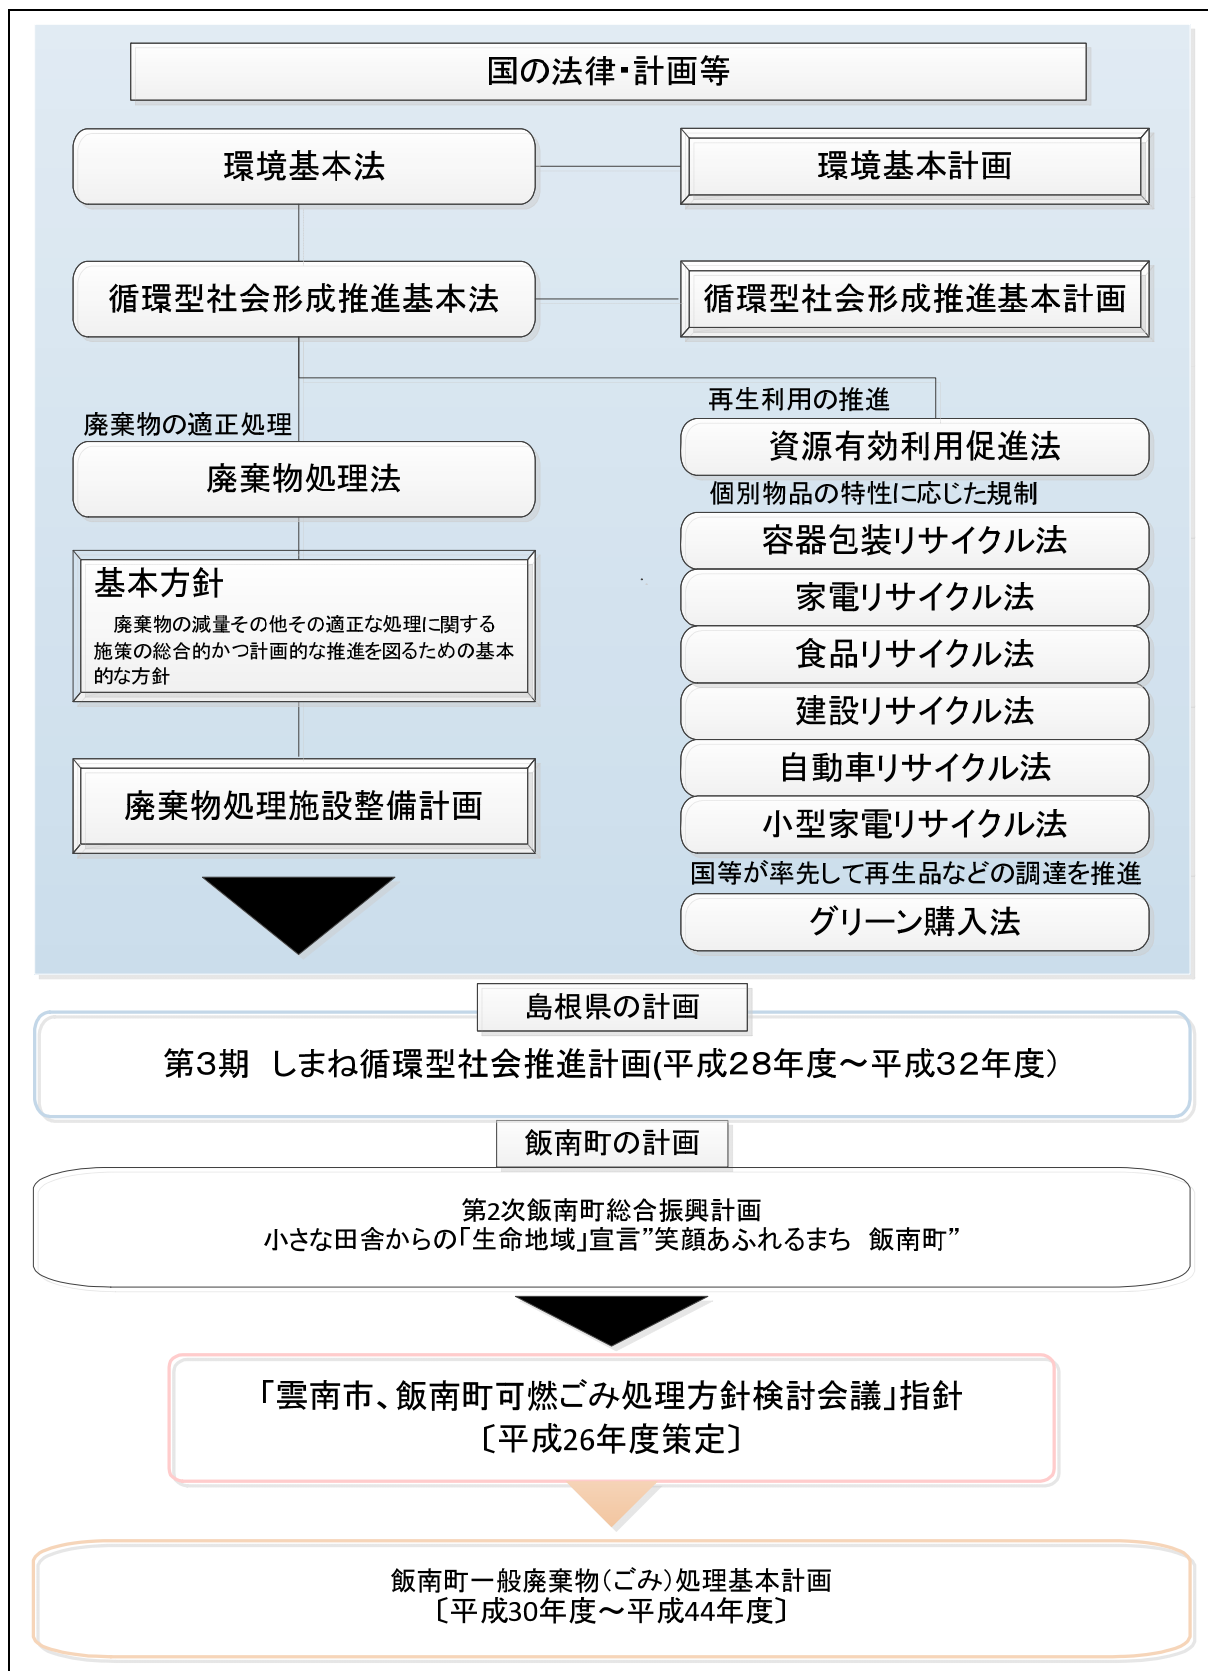 国の法律・計画等
環境基本法
環境基本計画
循環型社会形成推進基本法
循環型社会形成推進基本計画
廃棄物の適正処理
廃棄物処理法
基本方針
廃棄物の減量その他その適正な処理に関する
施策の総合的かつ計画的な推進を図るための基本
的な方針
廃棄物処理施設整備計画
再生利用の推進
資源有効利用促進法
個別物品の特性に応じた規制
容器包装リサイクル法
家電リサイクル法
食品リサイクル法
建設リサイクル法
自動車リサイクル法
小型家電リサイクル法
国等が率先して再生品などの調達を推進
グリーン購入法
島根県の計画
第3期 しまね循環型社会推進計画(平成28年度～平成32年度)
飯南町の計画
第2次飯南町総合振興計画
小さな田舎からの「生命地域」宣言”笑顔あふれるまち 飯南町”
「雲南市、飯南町可燃ごみ処理方針検討会議」指針
〔平成26年度策定〕
飯南町一般廃棄物(ごみ)処理基本計画
〔平成30年度～平成44年度〕